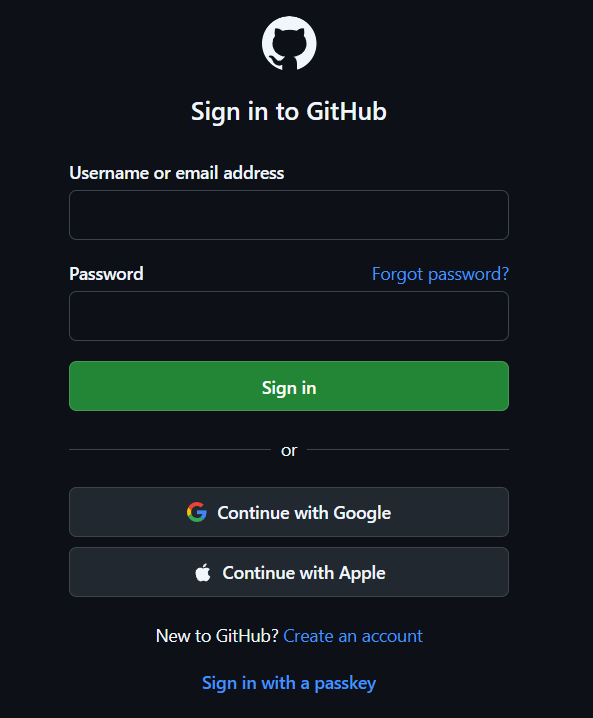 Sign in to GitHub
Username or email address
Password Forgot password?
Sign in
or
Continue with Google
Continue with Apple
New to GitHub? Create an account
Sign in with a passkey